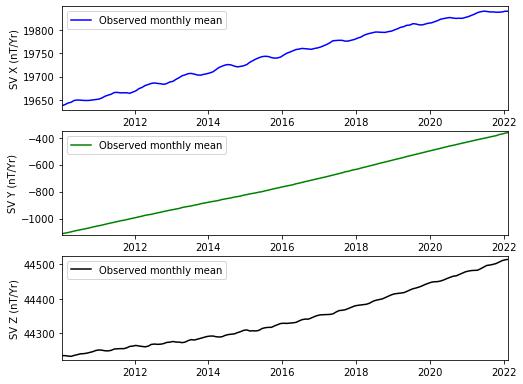 SV X (nT/Yr)
Observed monthly mean
19800
19750
19700
19650
2012 2014 2016 2018 2020 2022
SV Y (nT/Yr)
Observed monthly mean
−400
−600
−800
−1000
2012 2014 2016 2018 2020 2022
SV Z (nT/Yr)
Observed monthly mean
44500
44400
44300
2012 2014 2016 2018 2020 2022